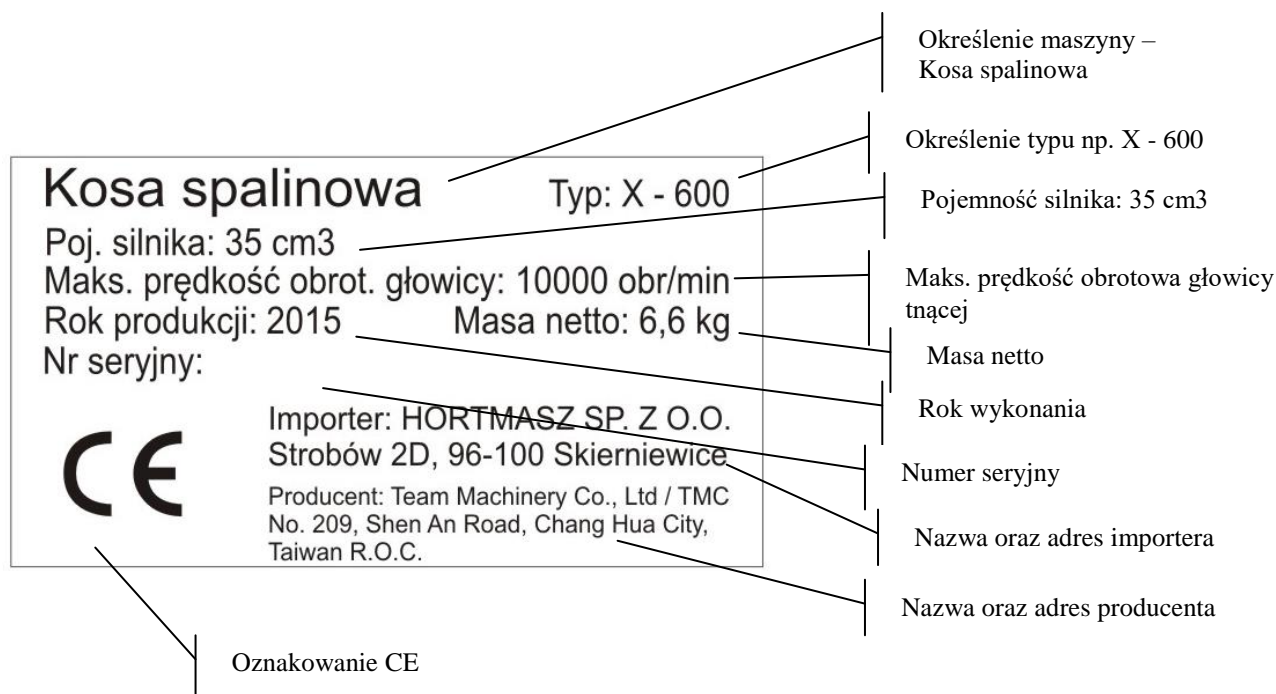 Określenie maszyny –
Kosa spalinowa
Określenie typu np. X - 600
Pojemność silnika: 35 cm3
Maks. prędkość obrotowa głowicy
tnącej
Masa netto
Rok wykonania
Numer seryjny
Nazwa oraz adres importera
Nazwa oraz adres producenta
Oznakowanie CE
Kosa spalinowa
Typ: X - 600
Poj. silnika: 35 cm3
Maks. prędkość obrot. głowicy: 10000 obr/min
Rok produkcji: 2015
Masa netto: 6,6 kg
Nr seryjny:
CE
Importer: HORTMASZ SP. Z O.O.
Strobów 2D, 96-100 Skierniewice
Producent: Team Machinery Co., Ltd / TMC
No. 209, Shen An Road, Chang Hua City,
Taiwan R.O.C.